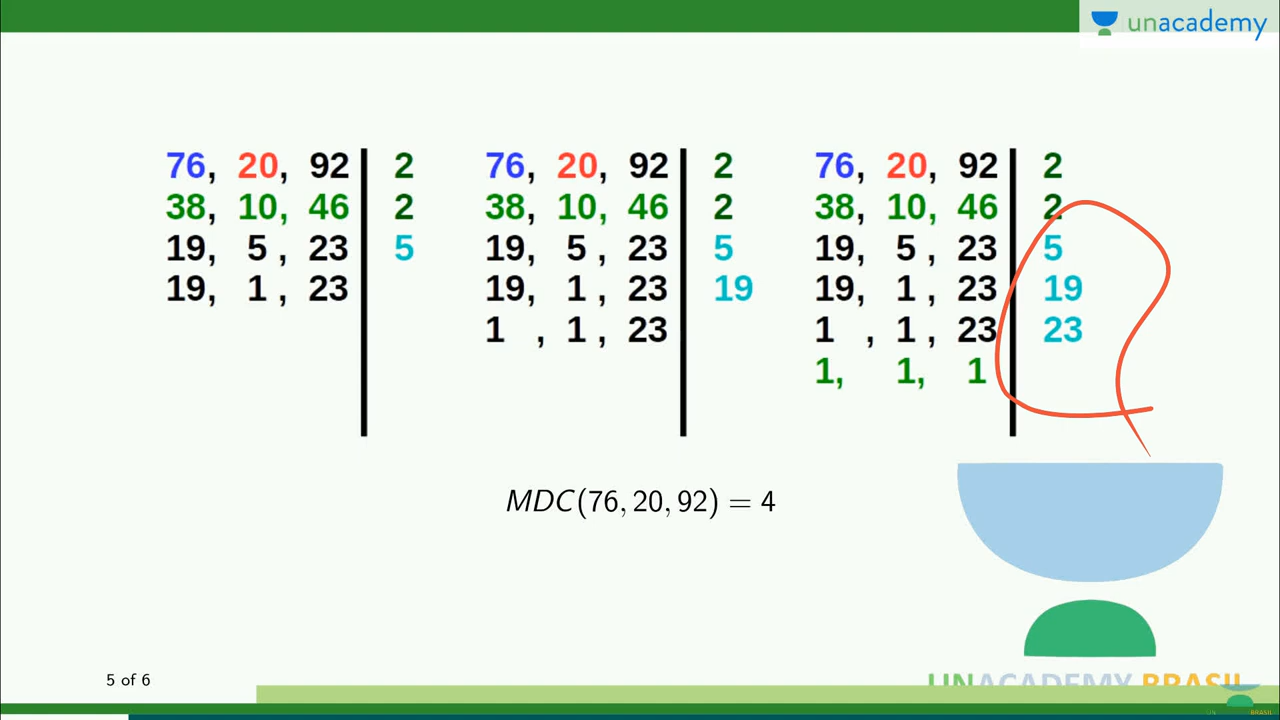 unacademy
76, 20, 92 2
38, 10, 46 2
19, 5 , 23 5
19, 1 , 23
76, 20, 92 2
38, 10, 46 2
19, 5 , 23 5
19, 1 , 23 19
1 , 1 , 23
76, 20, 92 2
38, 10, 46 2
19, 5 , 23 5
19, 1 , 23 19
1 , 1 , 23 23
1, 1, 1
MDC(76, 20, 92) = 4
5 of 6
UNACADEMY BRASIL
BRASIL